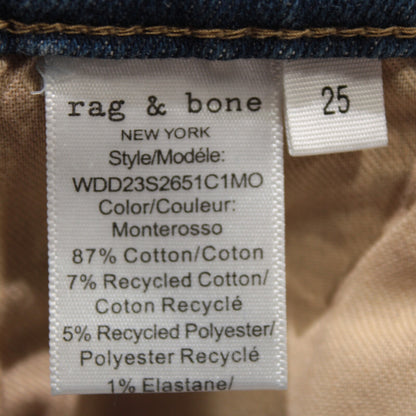 rag & bone
NEW YORK
Style/Modéle:
WDD23S2651C1MO
Color/Couleur:
Monterosso
87% Cotton/Coton
7% Recycled Cotton/
Coton Recyclé
5% Recycled Polyester/
Polyester Recyclé
1% Elastane/
25